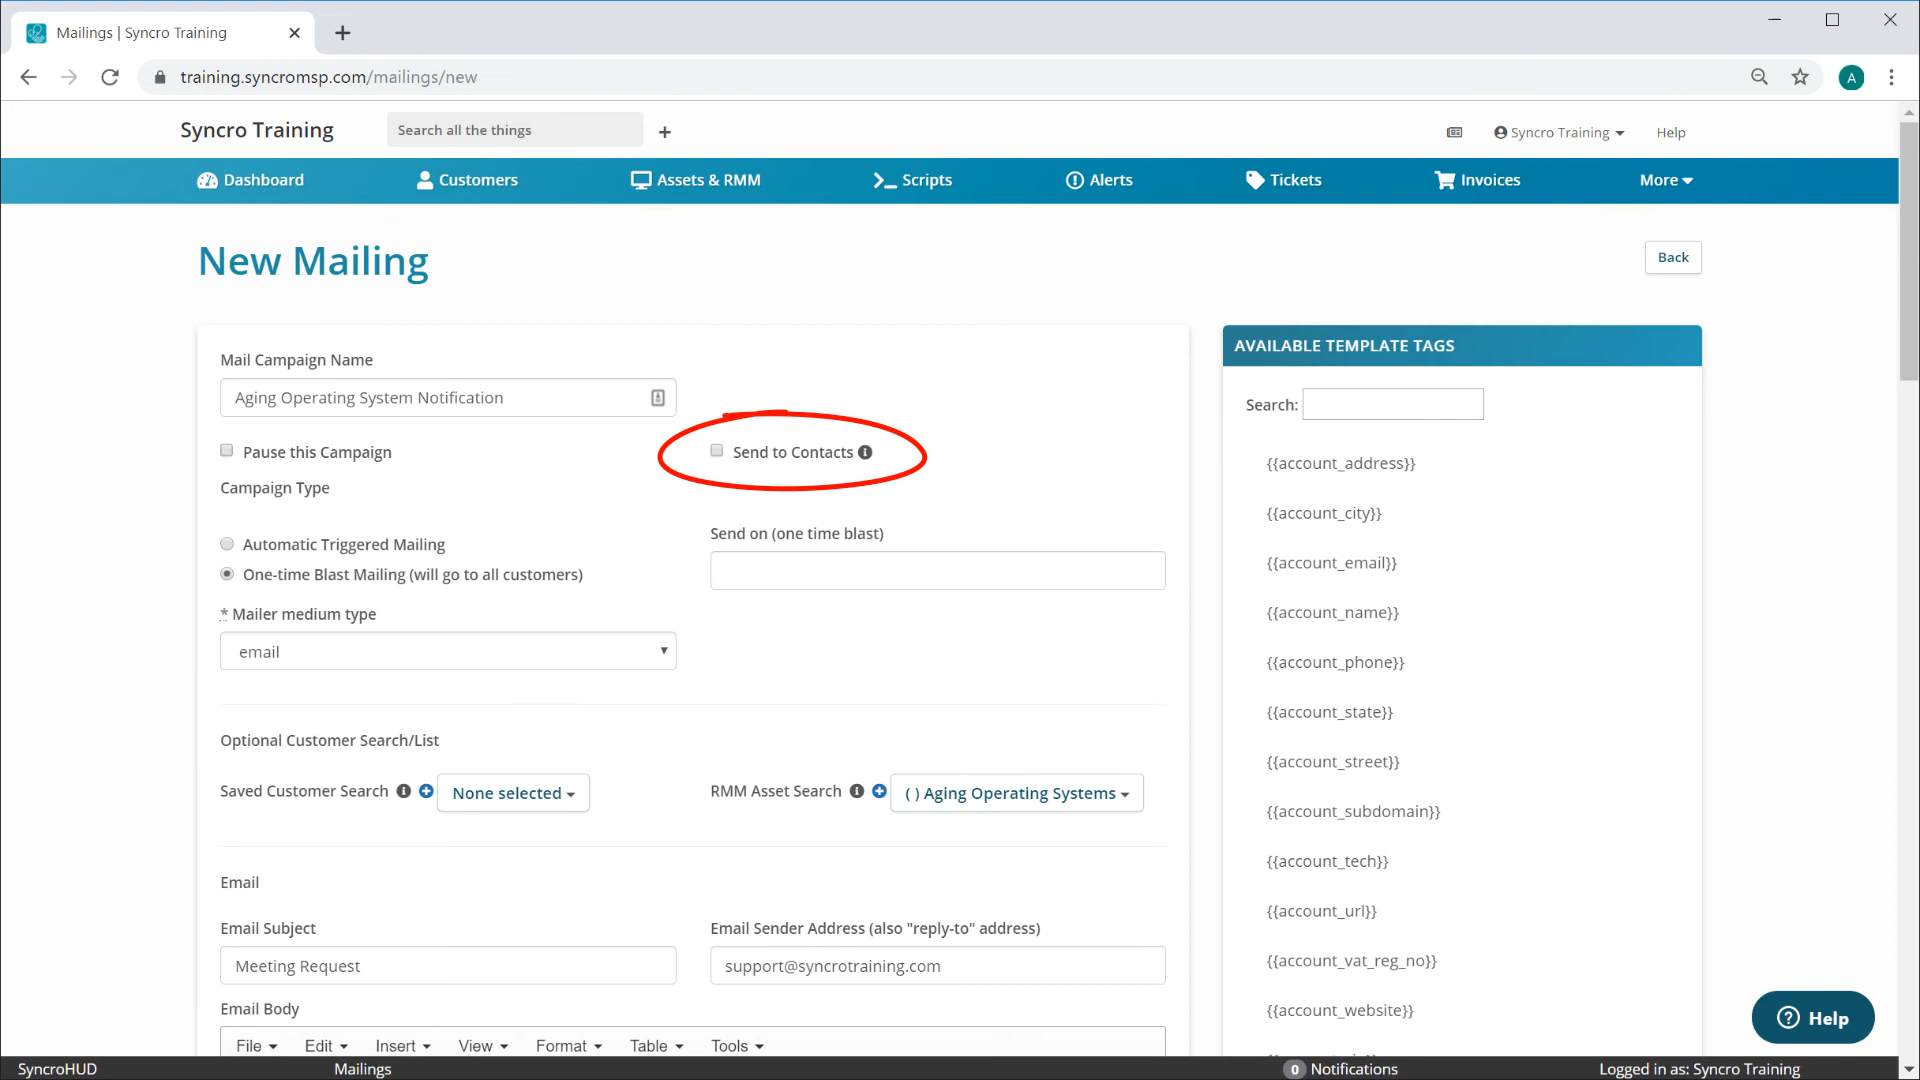 Mailings | Syncro Training
training.syncromsp.com/mailings/new
A
Syncro Training
Search all the things
Syncro Training
Help
Dashboard
Customers
Assets & RMM
Scripts
Alerts
Tickets
Invoices
More
New Mailing
Back
Mail Campaign Name
Aging Operating System Notification
Pause this Campaign
Send to Contacts
Campaign Type
Automatic Triggered Mailing
One-time Blast Mailing (will go to all customers)
Send on (one time blast)
* Mailer medium type
email
Optional Customer Search/List
Saved Customer Search
None selected
RMM Asset Search
( ) Aging Operating Systems
Email
Email Subject
Meeting Request
Email Sender Address (also "reply-to" address)
support@syncrotraining.com
Email Body
File Edit Insert View Format Table Tools
AVAILABLE TEMPLATE TAGS
Search:
{{account_address}}
{{account_city}}
{{account_email}}
{{account_name}}
{{account_phone}}
{{account_state}}
{{account_street}}
{{account_subdomain}}
{{account_tech}}
{{account_url}}
{{account_vat_reg_no}}
{{account_website}}
Help
SyncroHUD
Mailings
0 Notifications
Logged in as: Syncro Training